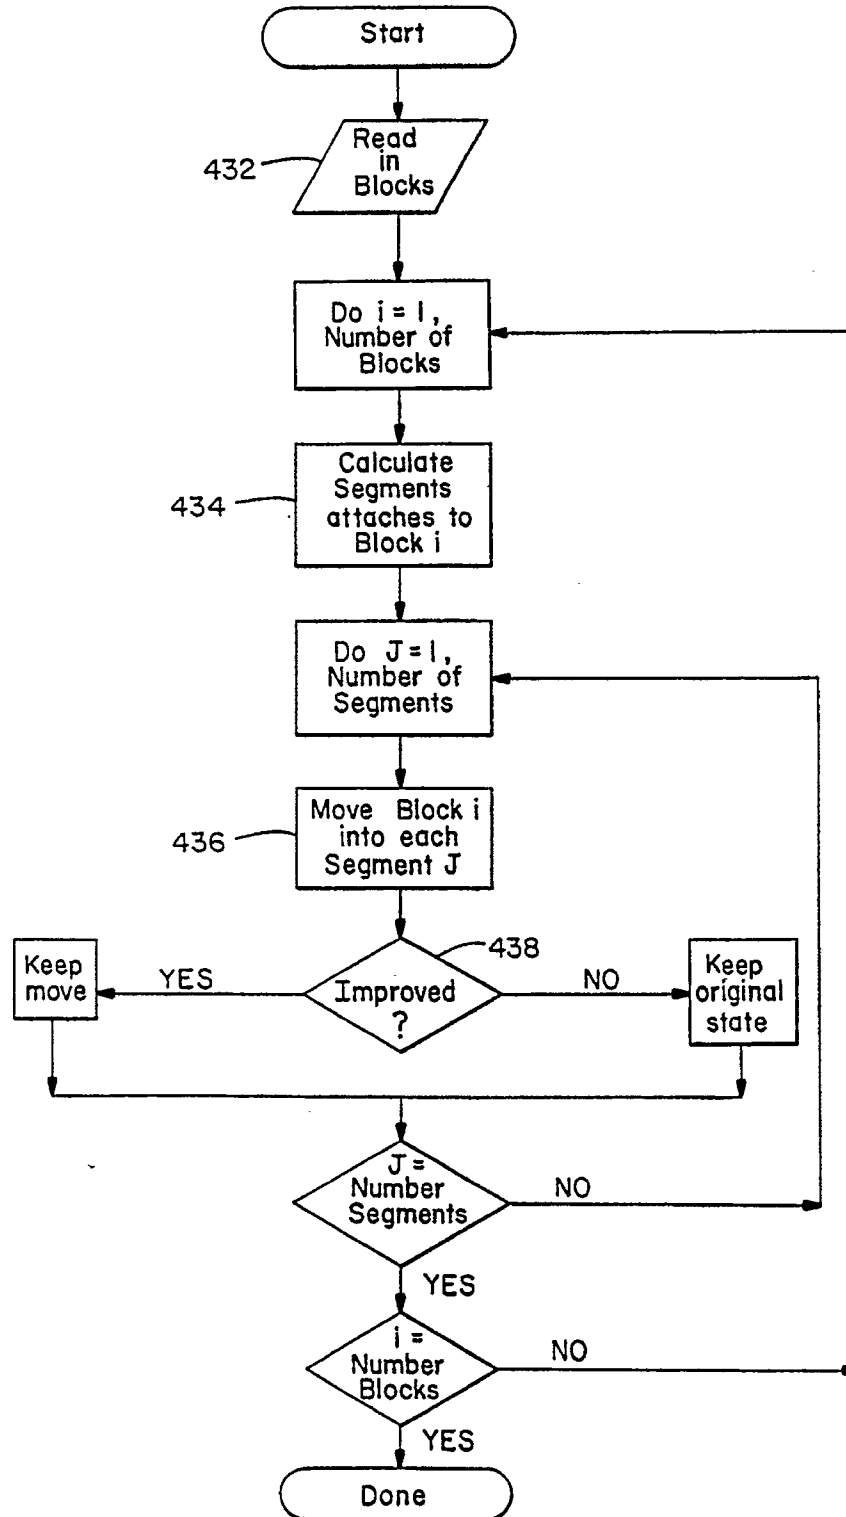 Start
Read
in
Blocks
432
Do i = 1,
Number of
Blocks
Calculate
Segments
attaches to
Block i
434
Do J = 1,
Number of
Segments
Move Block i
into each
Segment J
436
438
Keep
move
YES
Improved
?
NO
Keep
original
state
J =
Number
Segments
NO
YES
i =
Number
Blocks
NO
YES
Done